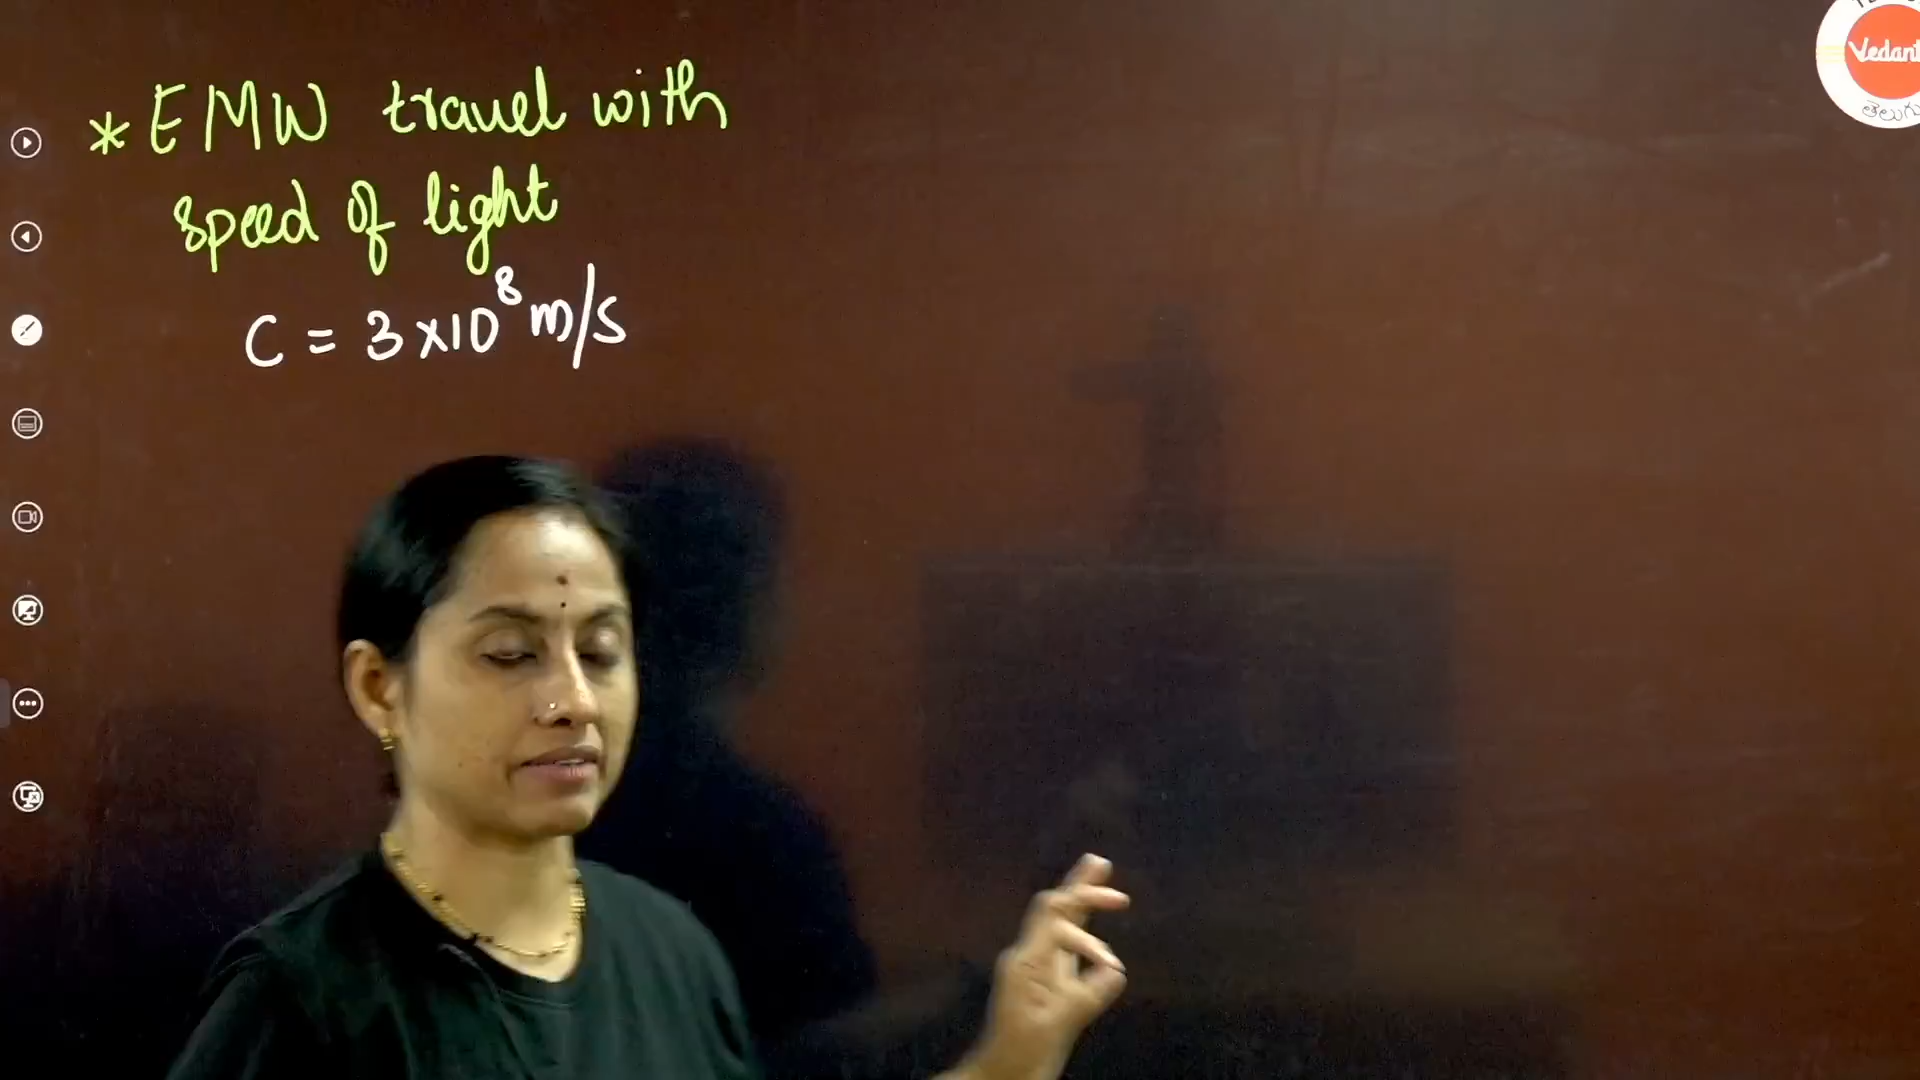 * EMW travel with
speed of light
C = 3×10⁸ m/s
Vedant
తెలుగు